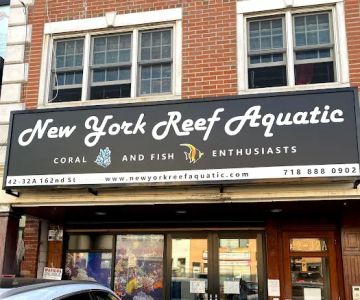 New York Reef Aquatic
CORAL AND FISH ENTHUSIASTS
42-32A 162nd St www.newyorkreefaquatic.com 718 888 0902